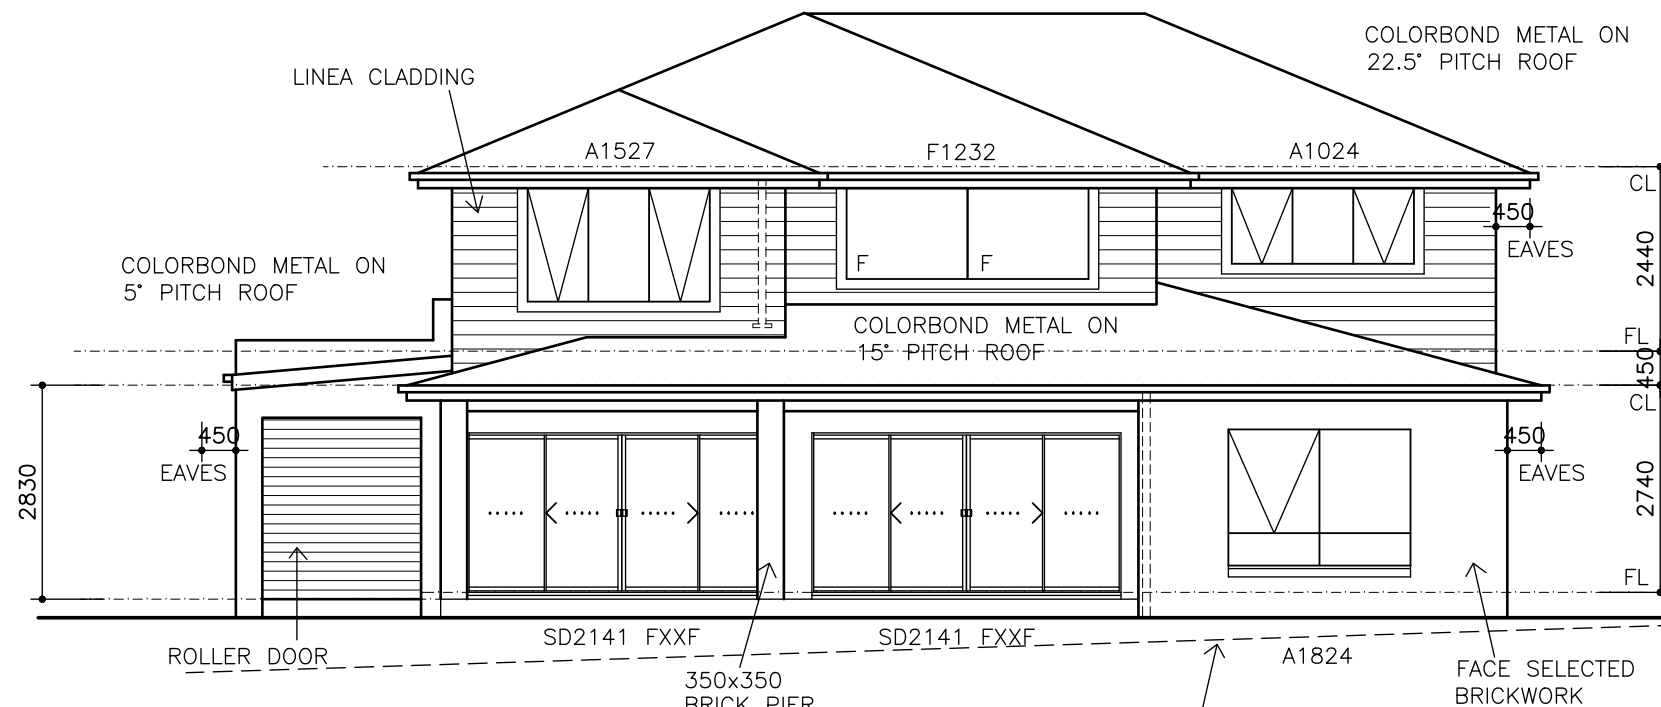 COLORBOND METAL ON
22.5° PITCH ROOF
LINEA CLADDING
A1527
F1232
A1024
CL
450
EAVES
2440
COLORBOND METAL ON
5° PITCH ROOF
F
F
COLORBOND METAL ON
15° PITCH ROOF
FL
450
CL
450
EAVES
450
EAVES
2830
2740
FL
SD2141 FXXF
SD2141 FXXF
ROLLER DOOR
A1824
350x350
BRICK PIER
FACE SELECTED
BRICKWORK